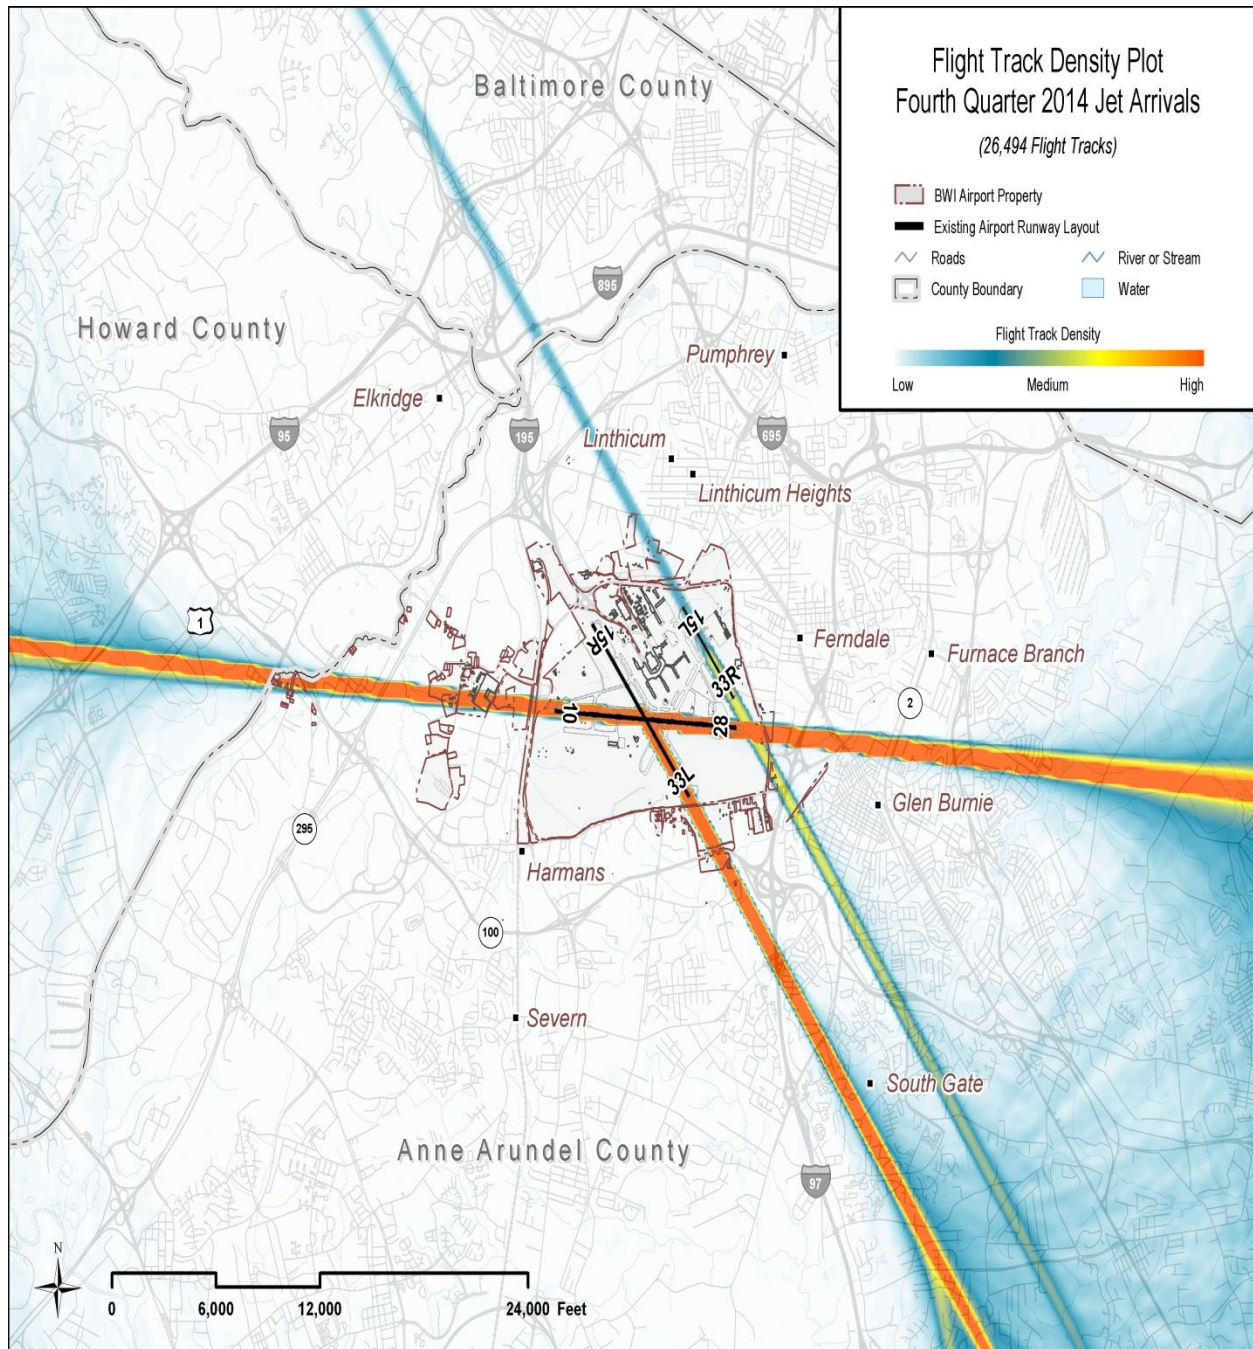 Flight Track Density Plot
Fourth Quarter 2014 Jet Arrivals
(26,494 Flight Tracks)
BWI Airport Property
Existing Airport Runway Layout
Roads
River or Stream
County Boundary
Water
Flight Track Density
Low
Medium
High
Baltimore County
895
Howard County
Pumphrey
Elkridge
95
195
695
Linthicum
Linthicum Heights
1
15R
15L
Ferndale
Furnace Branch
33R
2
10
28
33L
Glen Burnie
295
Harmans
100
Severn
South Gate
Anne Arundel County
97
N
0
6,000
12,000
24,000 Feet